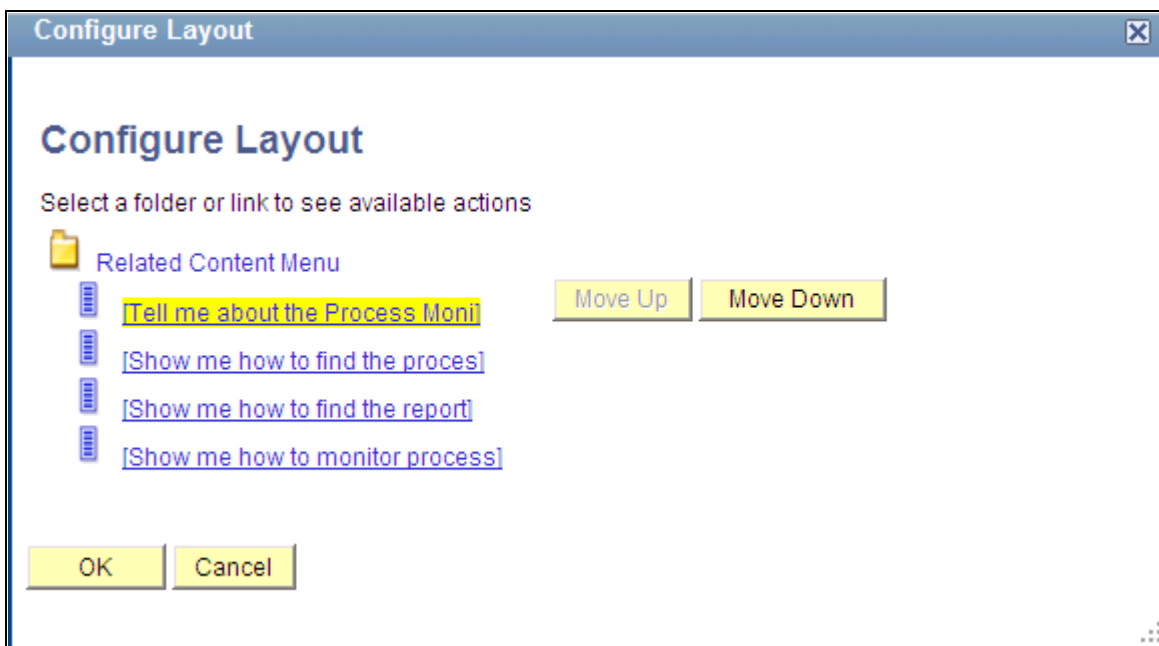 Configure Layout
Configure Layout
Select a folder or link to see available actions
Related Content Menu
[Tell me about the Process Moni]
Move Up
Move Down
[Show me how to find the proces]
[Show me how to find the report]
[Show me how to monitor process]
OK
Cancel